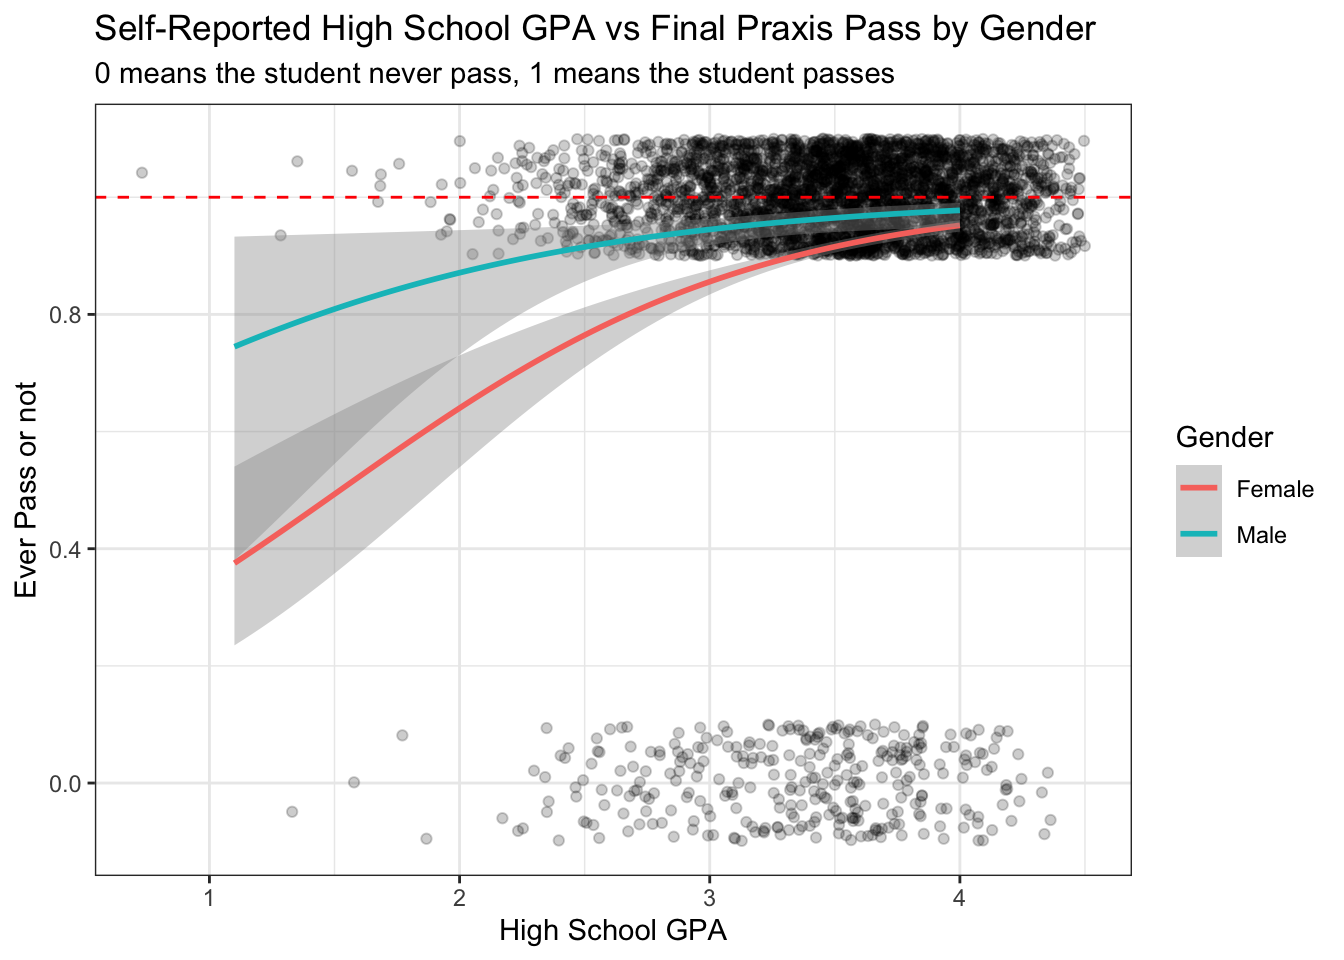 Self-Reported High School GPA vs Final Praxis Pass by Gender
0 means the student never pass, 1 means the student passes
Ever Pass or not
0.8
0.4
0.0
1 2 3 4
High School GPA
Gender
Female
Male